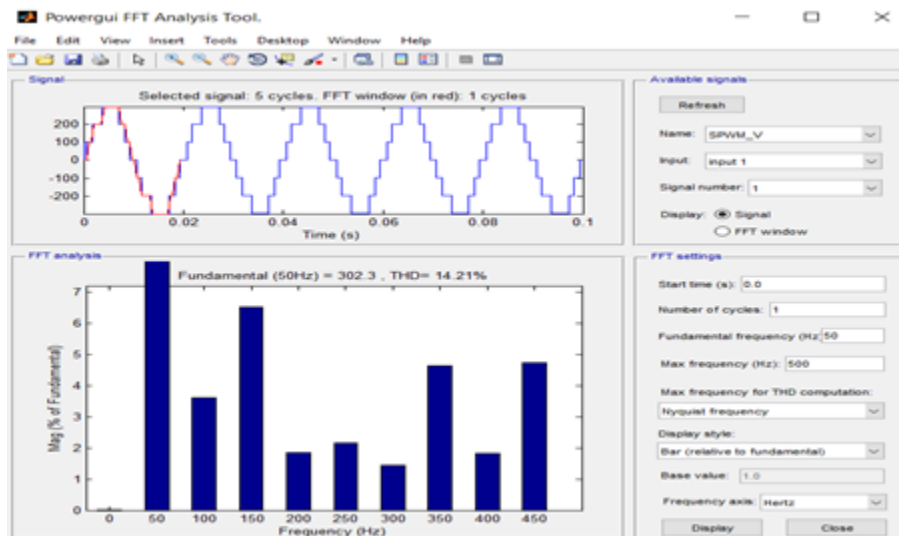 Powergui FFT Analysis Tool.
File Edit View Insert Tools Desktop Window Help
Signal
Selected signal: 5 cycles. FFT window (in red): 1 cycles
200
100
0
-100
-200
0 0.02 0.04 0.06 0.08 0.1
Time (s)
Available signals
Refresh
Name: SPWM_V
Input: input 1
Signal number: 1
Display: Signal
FFT window
FFT analysis
Fundamental (50Hz) = 302.3 , THD= 14.21%
7
6
5
4
3
2
1
0
Mag (% of Fundamental)
0 50 100 150 200 250 300 350 400 450
Frequency (Hz)
FFT settings
Start time (s): 0.0
Number of cycles: 1
Fundamental frequency (Hz 50
Max frequency (Hz): 500
Max frequency for THD computation:
Nyquist frequency
Display style:
Bar (relative to fundamental)
Base value: 1.0
Frequency axis: Hertz
Display Close